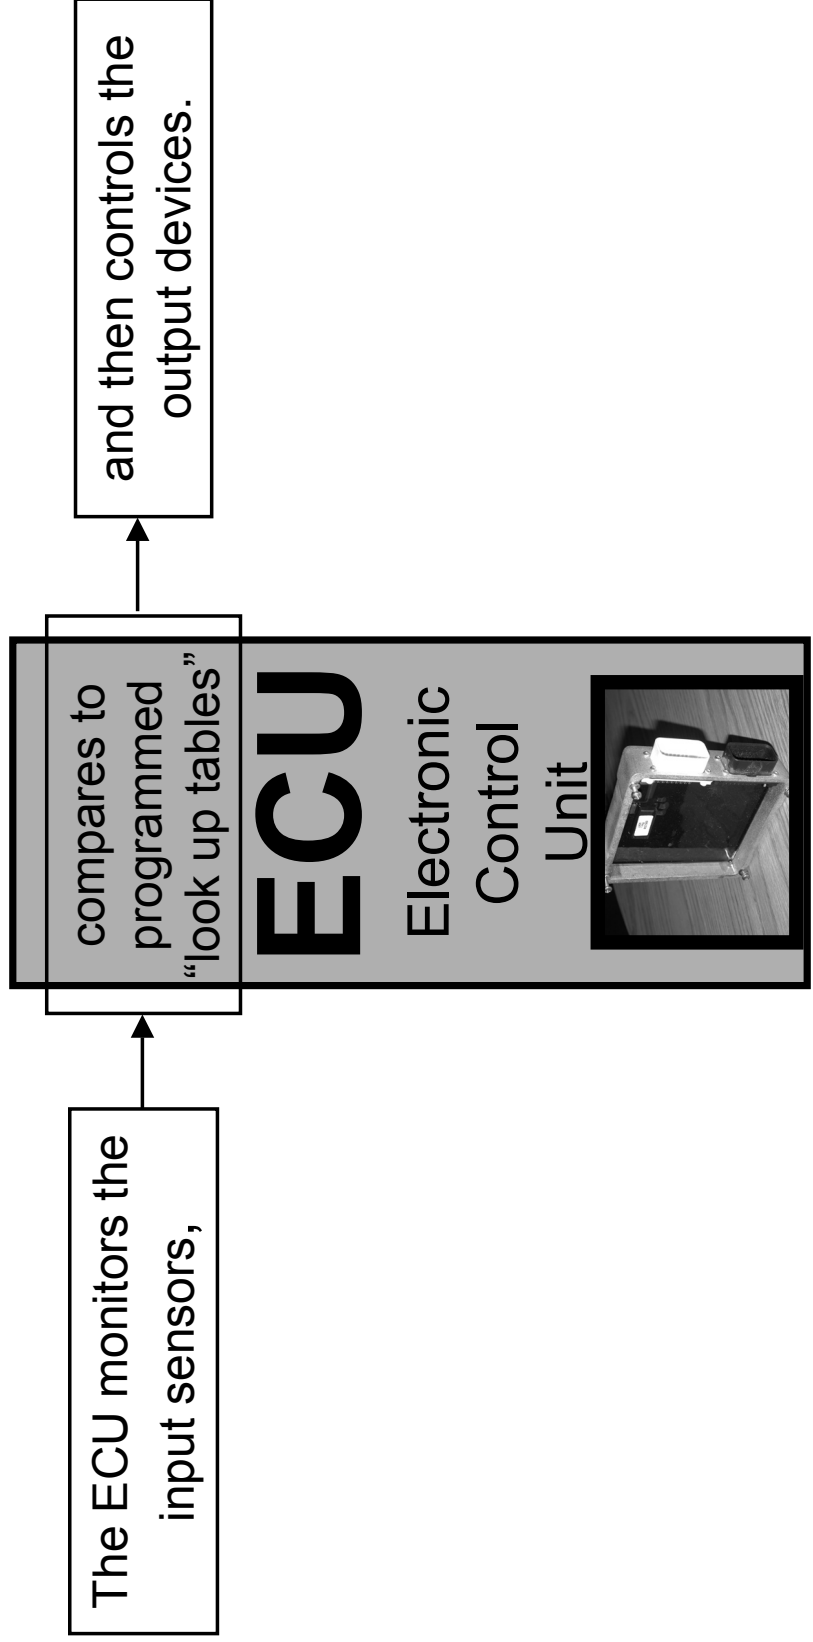 The ECU monitors the
input sensors,
compares to
programmed
“look up tables”
and then controls the
output devices.
ECU
Electronic
Control
Unit